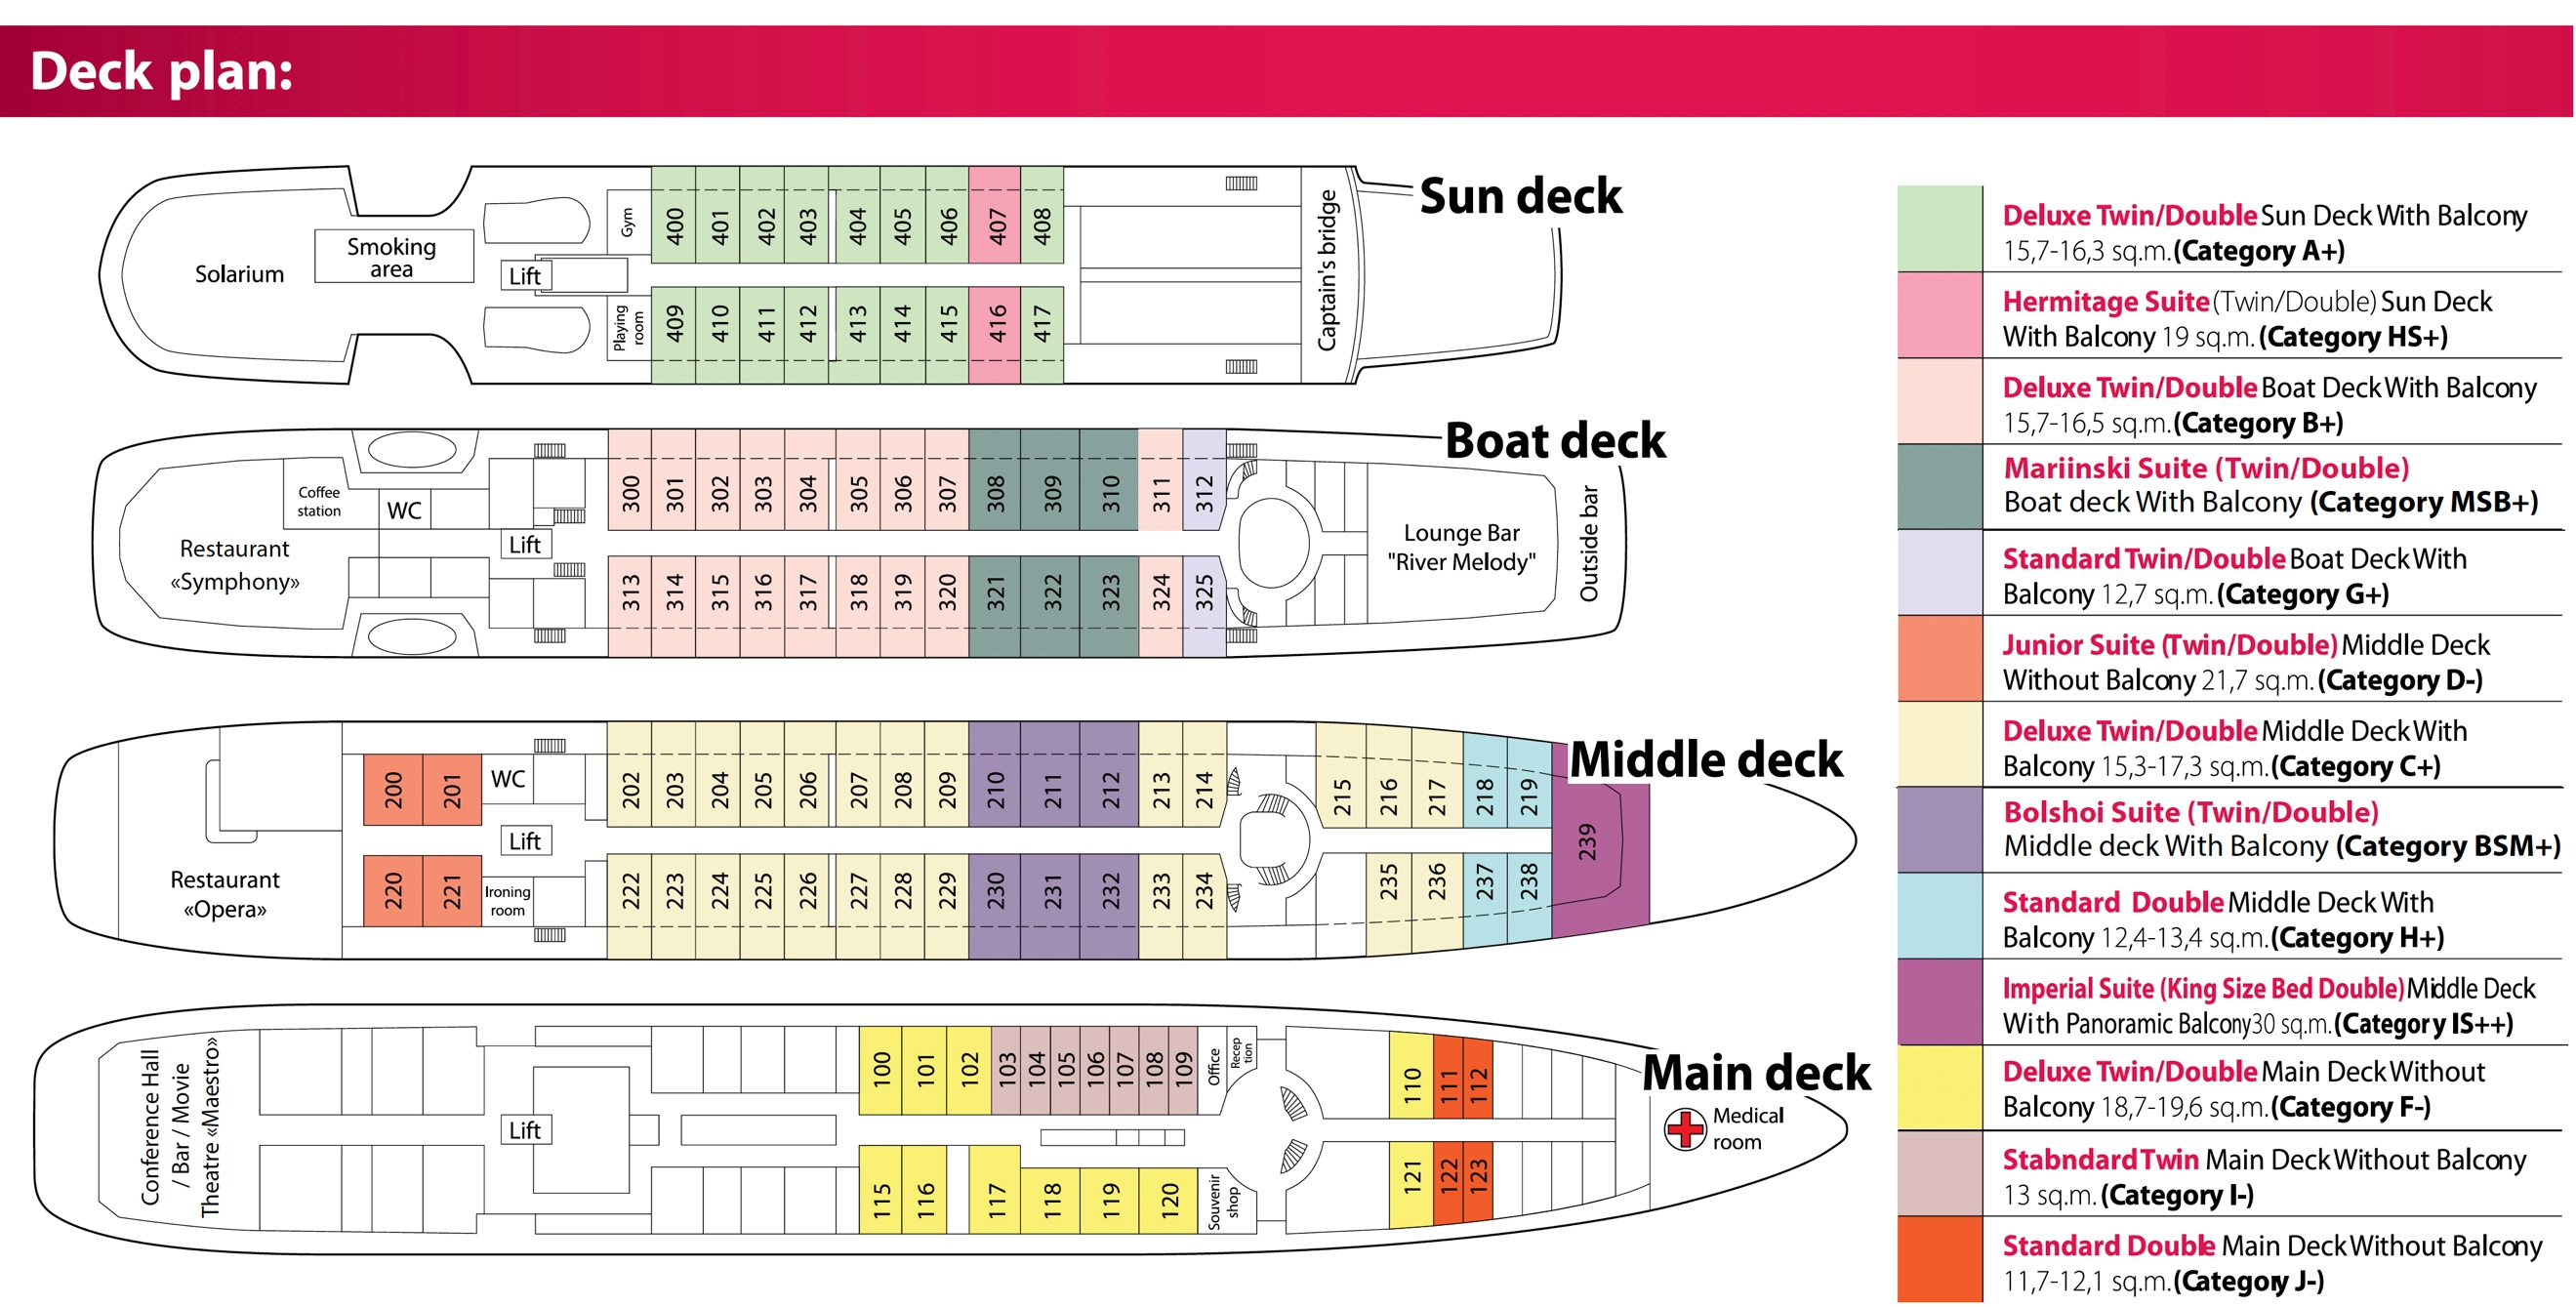 Deck plan:
Sun deck
Solarium
Smoking
area
Lift
Gym
Playing
room
400 401 402 403 404 405 406 407 408
409 410 411 412 413 414 415 416 417
Captain's bridge
Boat deck
Coffee
station
WC
Restaurant
«Symphony»
Lift
300 301 302 303 304 305 306 307 308 309 310 311 312
313 314 315 316 317 318 319 320 321 322 323 324 325
Lounge Bar
"River Melody"
Outside bar
Middle deck
200 201 WC
202 203 204 205 206 207 208 209 210 211 212 213 214 215 216 217 218 219
Lift
239
Restaurant
«Opera»
220 221
Ironing
room
222 223 224 225 226 227 228 229 230 231 232 233 234 235 236 237 238
Main deck
Conference Hall
/ Bar / Movie
Theatre «Maestro»
Lift
100 101 102 103 104 105 106 107 108 109
Office
Recep
tion
110 111 112
115 116 117 118 119 120
Souvenir
shop
121 122 123
Medical
room
Deluxe Twin/Double Sun Deck With Balcony
15,7-16,3 sq.m. (Category A+)
Hermitage Suite (Twin/Double) Sun Deck
With Balcony 19 sq.m. (Category HS+)
Deluxe Twin/Double Boat Deck With Balcony
15,7-16,5 sq.m. (Category B+)
Mariinski Suite (Twin/Double)
Boat deck With Balcony (Category MSB+)
Standard Twin/Double Boat Deck With
Balcony 12,7 sq.m. (Category G+)
Junior Suite (Twin/Double) Middle Deck
Without Balcony 21,7 sq.m. (Category D-)
Deluxe Twin/Double Middle Deck With
Balcony 15,3-17,3 sq.m. (Category C+)
Bolshoi Suite (Twin/Double)
Middle deck With Balcony (Category BSM+)
Standard Double Middle Deck With
Balcony 12,4-13,4 sq.m. (Category H+)
Imperial Suite (King Size Bed Double) Middle Deck
With Panoramic Balcony 30 sq.m. (Category IS++)
Deluxe Twin/Double Main Deck Without
Balcony 18,7-19,6 sq.m. (Category F-)
Stabndard Twin Main Deck Without Balcony
13 sq.m. (Category I-)
Standard Double Main Deck Without Balcony
11,7-12,1 sq.m. (Category J-)